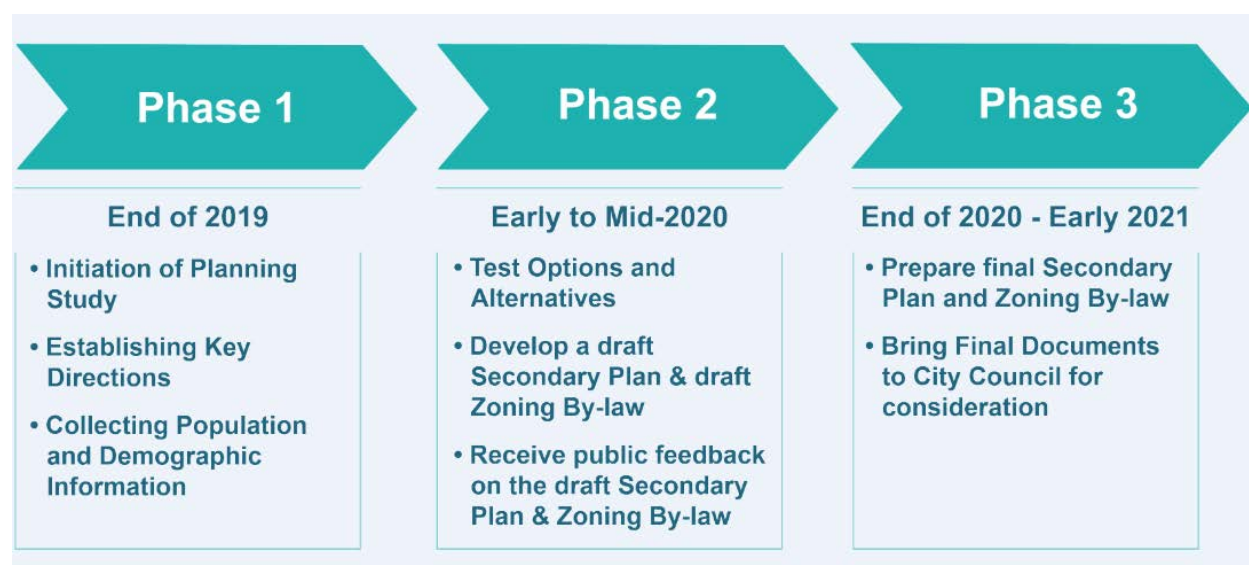 Phase 1
End of 2019
• Initiation of Planning
Study
• Establishing Key
Directions
• Collecting Population
and Demographic
Information
Phase 2
Early to Mid-2020
• Test Options and
Alternatives
• Develop a draft
Secondary Plan & draft
Zoning By-law
• Receive public feedback
on the draft Secondary
Plan & Zoning By-law
Phase 3
End of 2020 - Early 2021
• Prepare final Secondary
Plan and Zoning By-law
• Bring Final Documents
to City Council for
consideration